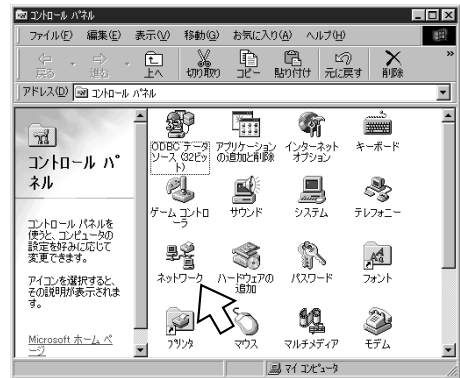 コントロール パネル
ファイル(F) 編集(E) 表示(V) 移動(G) お気に入り(A) ヘルプ(H)
戻る 進む 上へ 切り取り コピー 貼り付け 元に戻す 削除 »
アドレス(D) コントロール パネル
コントロール パ
ネル
コントロール パネルを
使うと、コンピュータの
設定を好みに応じて
変更できます。
アイコンを選択すると、
その説明が表示されま
す。
Microsoft ホーム ペ
ージ
ODBC データ
ソース (32ビッ
ト)
アプリケーション
の追加と削除
インターネット
オプション
キーボード
ゲーム コントロ
ーラ
サウンド
システム
テレフォニー
ネットワーク
ハードウェアの
追加
パスワード
フォント
プリンタ
マウス
マルチメディア
モデム
マイ コンピュータ